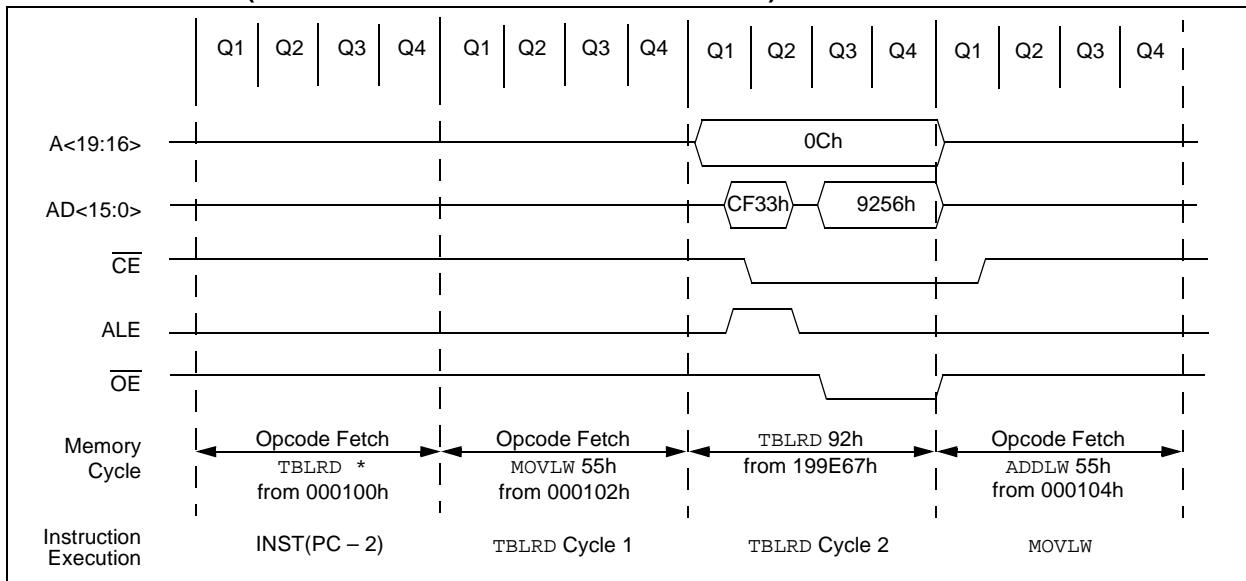 Q1 Q2 Q3 Q4 Q1 Q2 Q3 Q4 Q1 Q2 Q3 Q4 Q1 Q2 Q3 Q4
A<19:16>
0Ch
AD<15:0>
CF33h 9256h
CE
ALE
OE
Memory
Cycle
Opcode Fetch
TBLRD *
from 000100h
Opcode Fetch
MOVLW 55h
from 000102h
TBLRD 92h
from 199E67h
Opcode Fetch
ADDLW 55h
from 000104h
Instruction
Execution
INST(PC – 2)
TBLRD Cycle 1
TBLRD Cycle 2
MOVLW